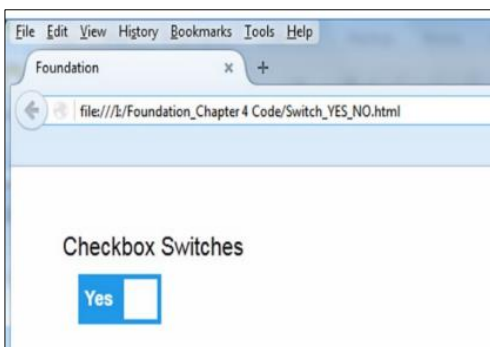 File Edit View History Bookmarks Tools Help
Foundation × +
file:///I:/Foundation_Chapter 4 Code/Switch_YES_NO.html
Checkbox Switches
Yes